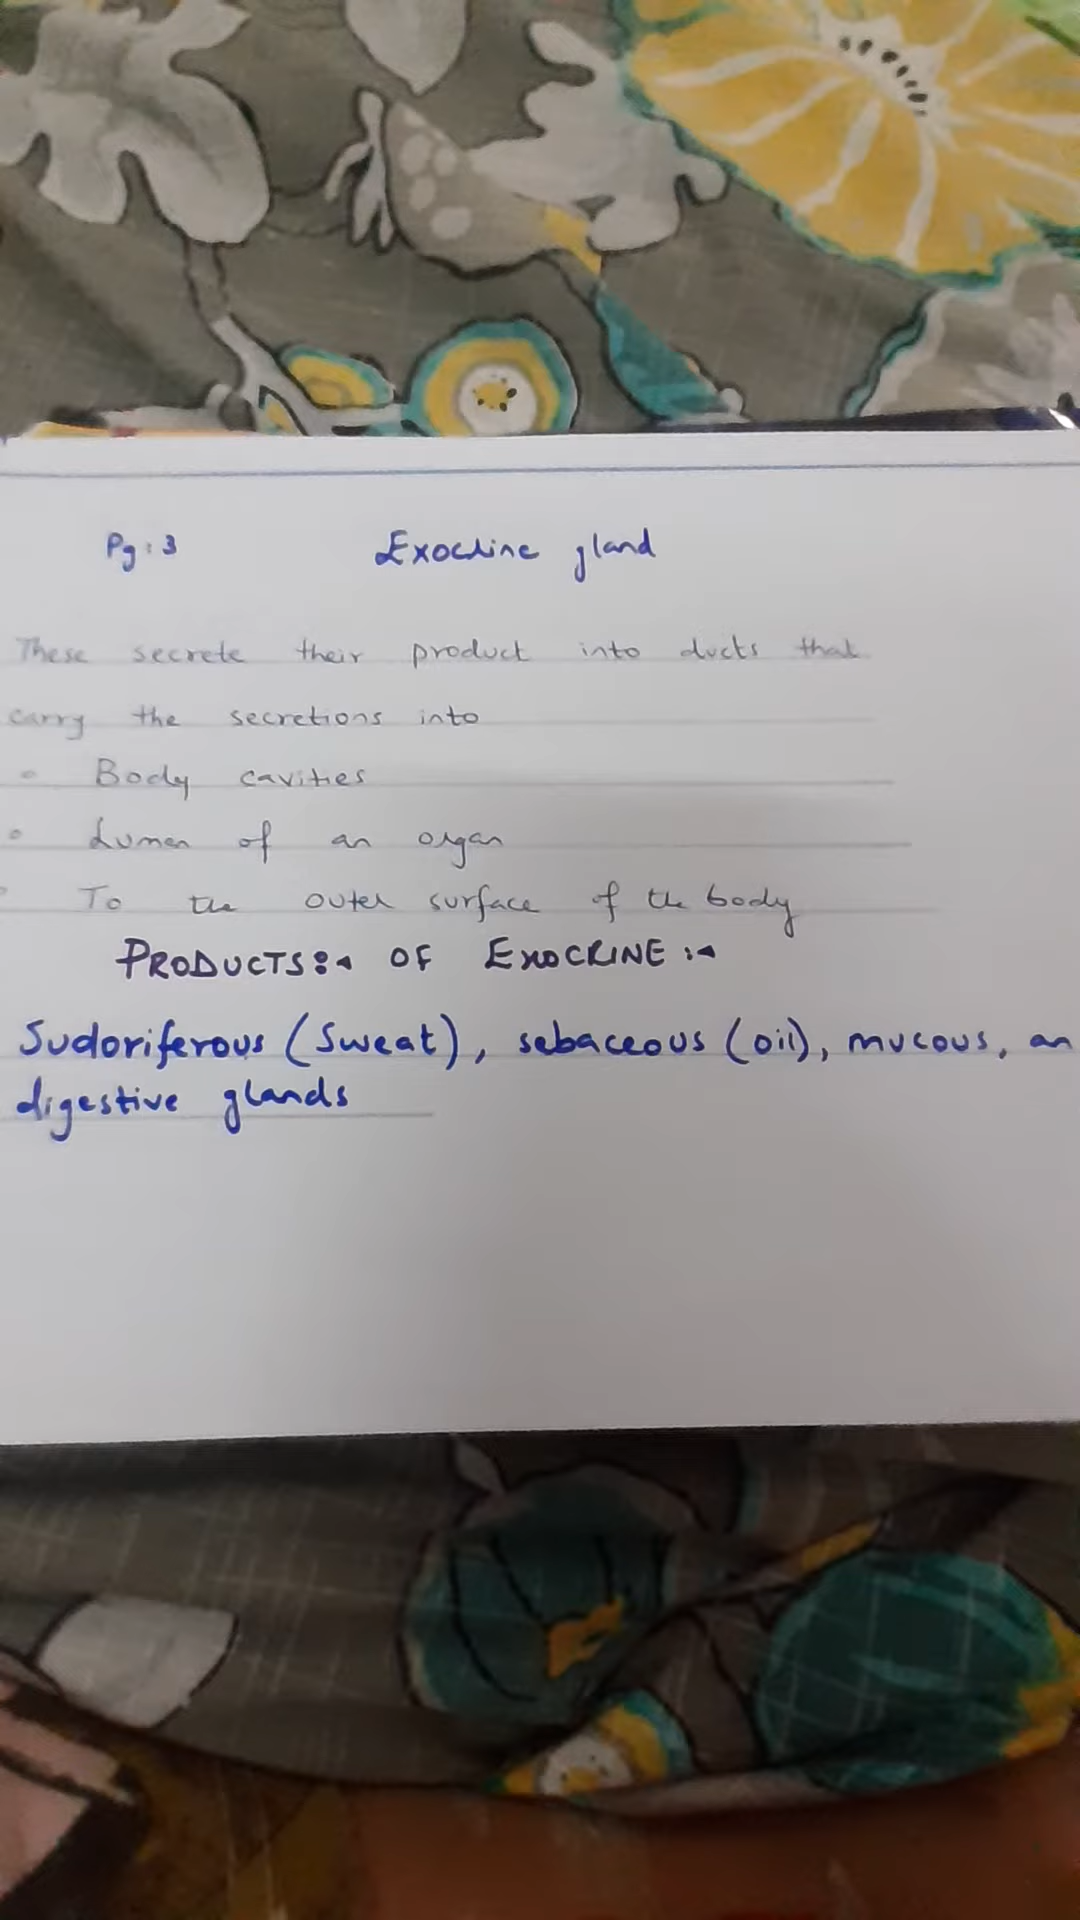 Pg: 3 Exocrine gland
These secrete their product into ducts that
carry the secretions into
• Body cavities
• Lumen of an organ
• To the outer surface of the body
PRODUCTS:- OF EXOCRINE :-
Sudoriferous (Sweat), sebaceous (oil), mucous, an
digestive glands